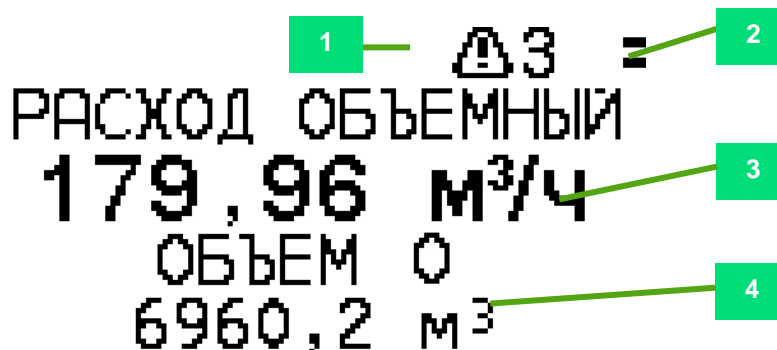 1 ⚠3 = 2
РАСХОД ОБЪЕМНЫЙ
179,96 м³/ч 3
ОБЪЕМ 0
6960,2 м³ 4